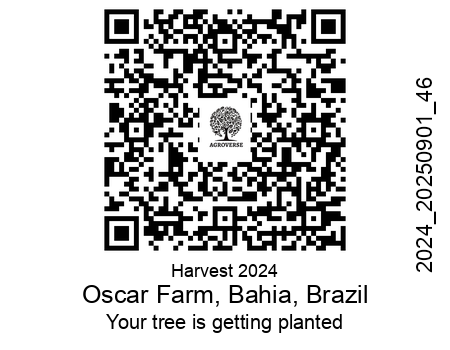 AGROVERSE
Harvest 2024
Oscar Farm, Bahia, Brazil
Your tree is getting planted
2024_20250901_46